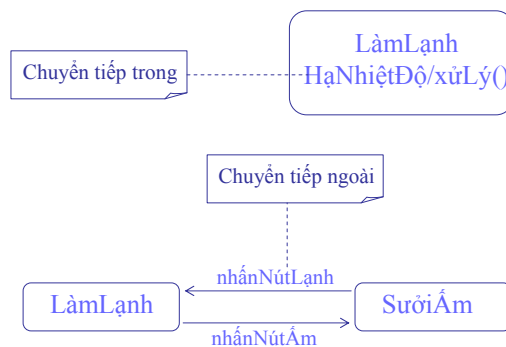 LàmLạnh
HạNhiệtĐộ/xửLý()
Chuyển tiếp trong
Chuyển tiếp ngoài
nhấnNútLạnh
LàmLạnh
SưởiẤm
nhấnNútẤm